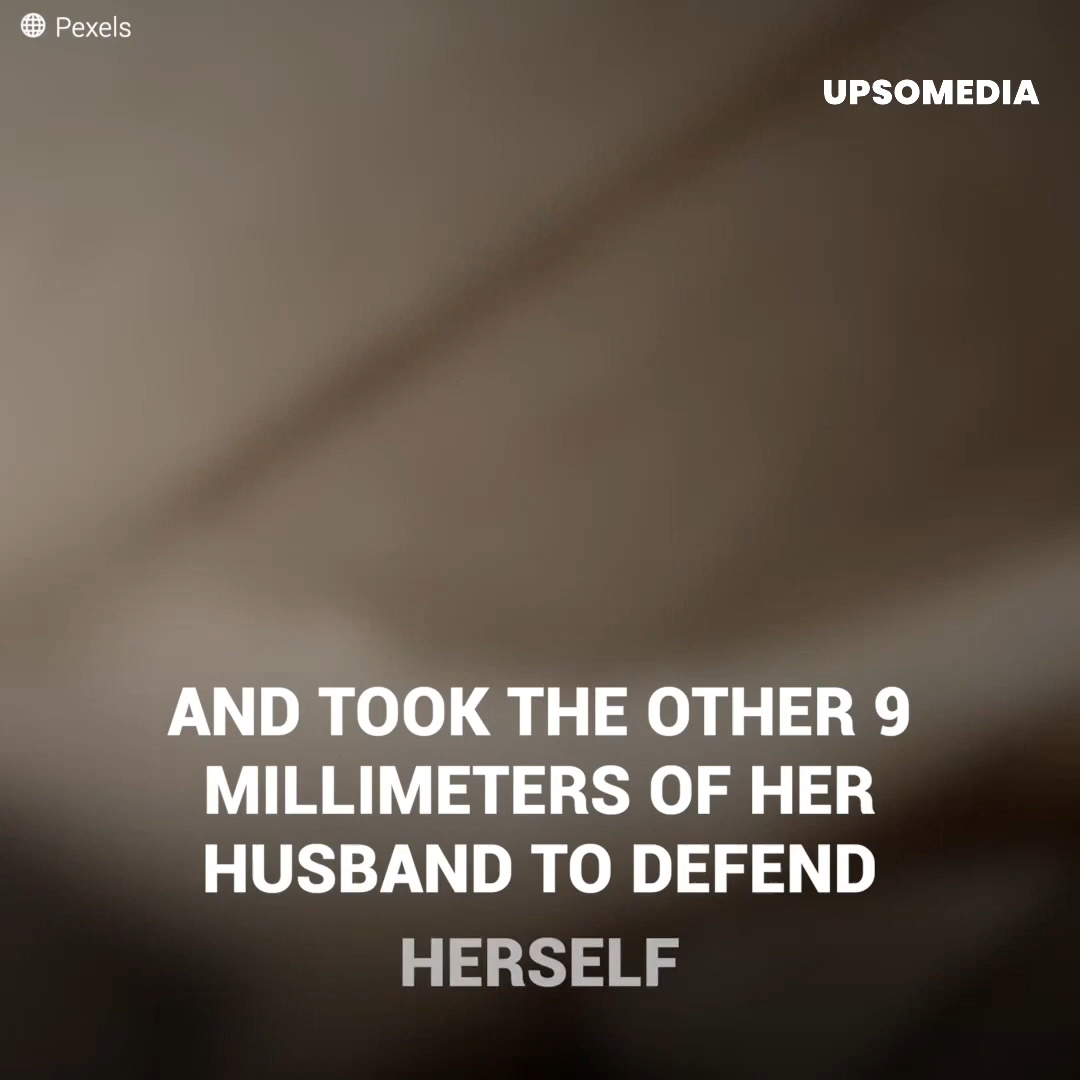 Pexels
UPSOMEDIA
AND TOOK THE OTHER 9
MILLIMETERS OF HER
HUSBAND TO DEFEND
HERSELF